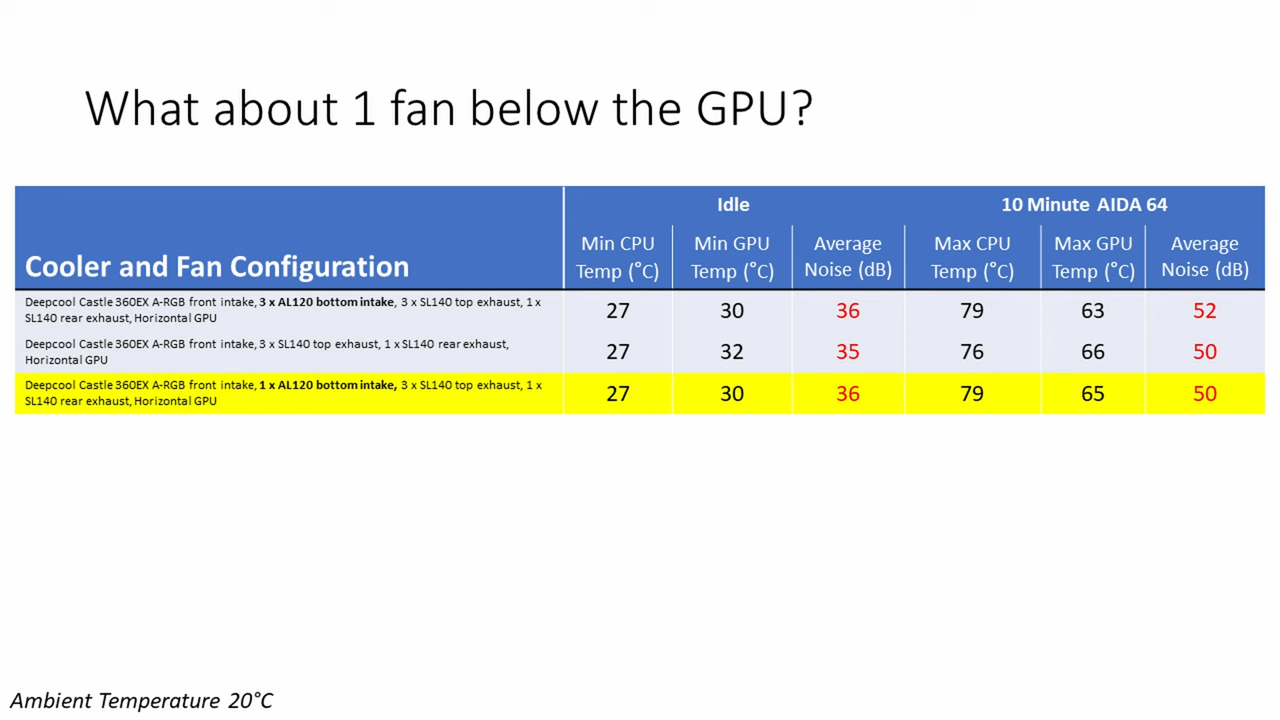 What about 1 fan below the GPU?
Idle
10 Minute AIDA 64
Cooler and Fan Configuration
Min CPU
Temp (°C)
Min GPU
Temp (°C)
Average
Noise (dB)
Max CPU
Temp (°C)
Max GPU
Temp (°C)
Average
Noise (dB)
Deepcool Castle 360EX A-RGB front intake, 3 x AL120 bottom intake, 3 x SL140 top exhaust, 1 x
SL140 rear exhaust, Horizontal GPU
27 30 36 79 63 52
Deepcool Castle 360EX A-RGB front intake, 3 x SL140 top exhaust, 1 x SL140 rear exhaust,
Horizontal GPU
27 32 35 76 66 50
Deepcool Castle 360EX A-RGB front intake, 1 x AL120 bottom intake, 3 x SL140 top exhaust, 1 x
SL140 rear exhaust, Horizontal GPU
27 30 36 79 65 50
Ambient Temperature 20°C